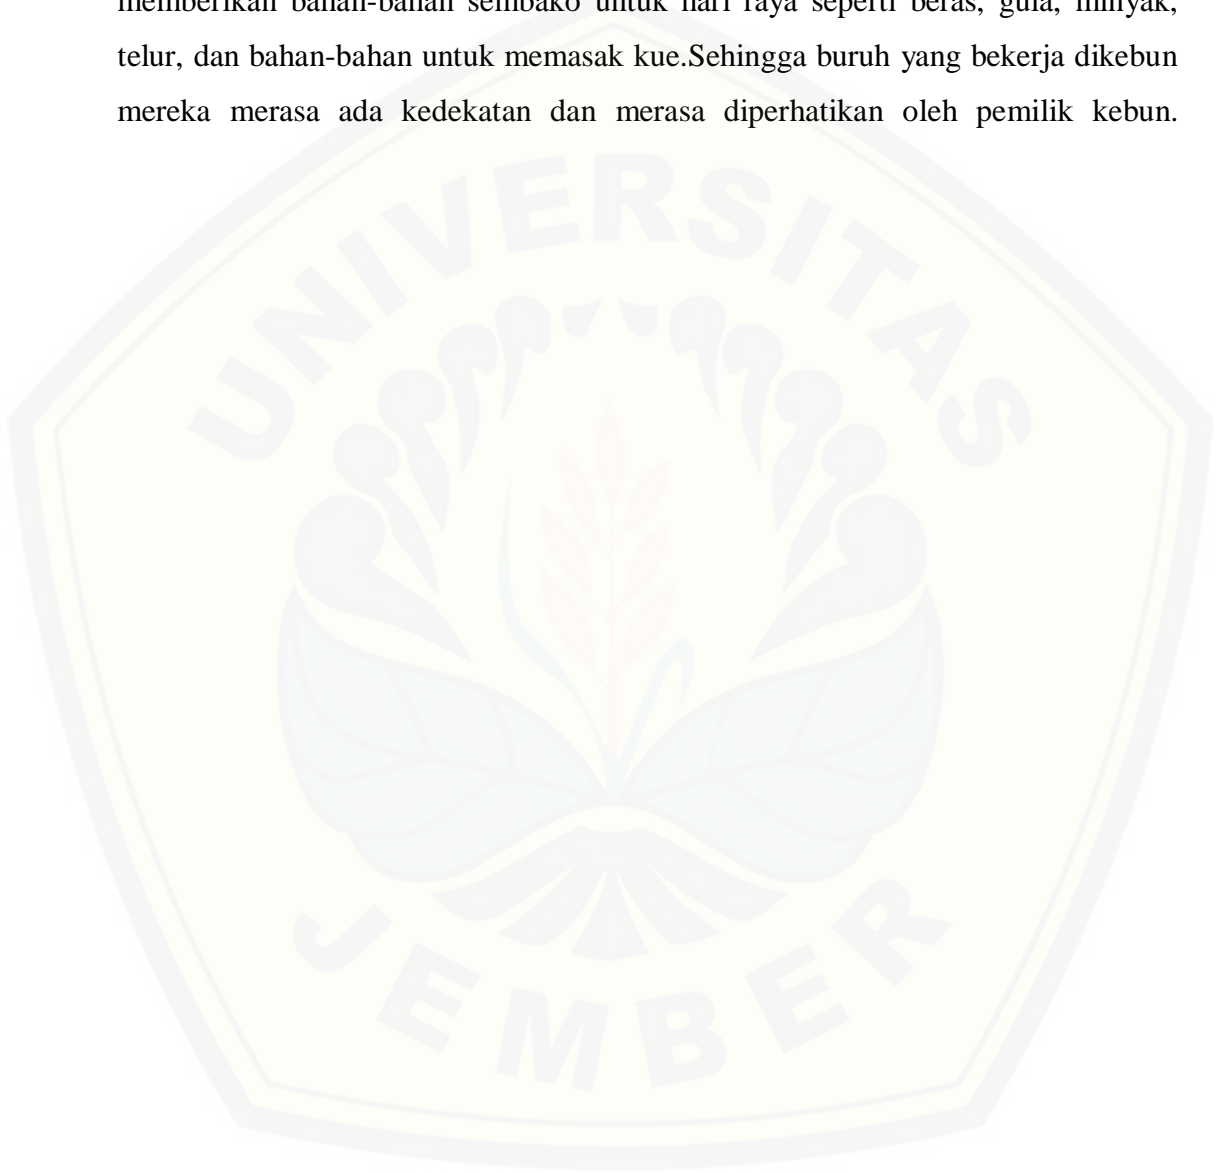 memberikan bahan-bahan sembako untuk hari raya seperti beras, gula, minyak,
telur, dan bahan-bahan untuk memasak kue.Sehingga buruh yang bekerja dikebun
mereka merasa ada kedekatan dan merasa diperhatikan oleh pemilik kebun.
UNIVERSITAS
JEMBER